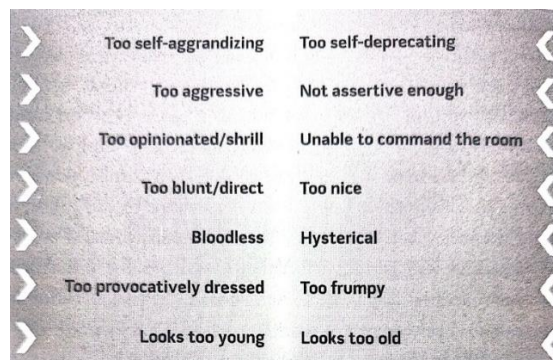 Too self-aggrandizing Too self-deprecating
Too aggressive Not assertive enough
Too opinionated/shrill Unable to command the room
Too blunt/direct Too nice
Bloodless Hysterical
Too provocatively dressed Too frumpy
Looks too young Looks too old